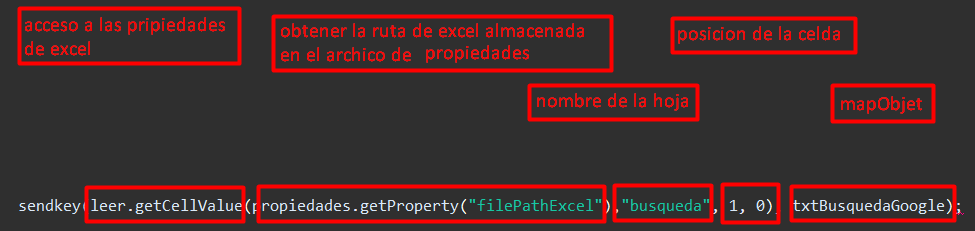 acceso a las pripiedades
de excel
obtener la ruta de excel almacenada
en el archico de propiedades
posicion de la celda
nombre de la hoja
mapObjet
sendkey(leer.getCellValue(propiedades.getProperty("filePathExcel"),"busqueda", 1, 0), txtBusquedaGoogle);